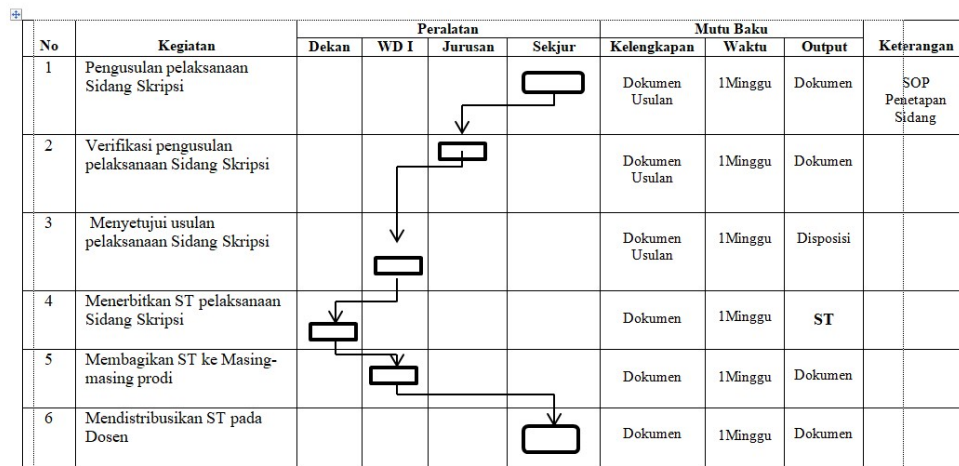 Peralatan Mutu Baku
No Kegiatan Dekan WD I Jurusan Sekjur Kelengkapan Waktu Output Keterangan
1 Pengusulan pelaksanaan
Sidang Skripsi
Dokumen
Usulan
1Minggu
Dokumen
SOP
Penetapan
Sidang
2 Verifikasi pengusulan
pelaksanaan Sidang Skripsi
Dokumen
Usulan
1Minggu
Dokumen
3 Menyetujui usulan
pelaksanaan Sidang Skripsi
Dokumen
Usulan
1Minggu
Disposisi
4 Menerbitkan ST pelaksanaan
Sidang Skripsi
Dokumen
1Minggu
ST
5 Membagikan ST ke Masing-
masing prodi
Dokumen
1Minggu
Dokumen
6 Mendistribusikan ST pada
Dosen
Dokumen
1Minggu
Dokumen